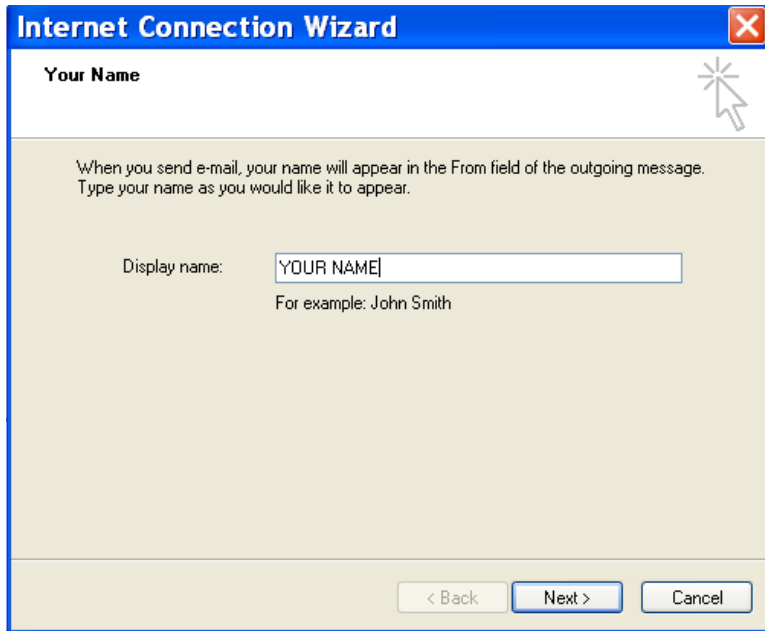 Internet Connection Wizard
Your Name
When you send e-mail, your name will appear in the From field of the outgoing message.
Type your name as you would like it to appear.
Display name: YOUR NAME
For example: John Smith
< Back Next > Cancel